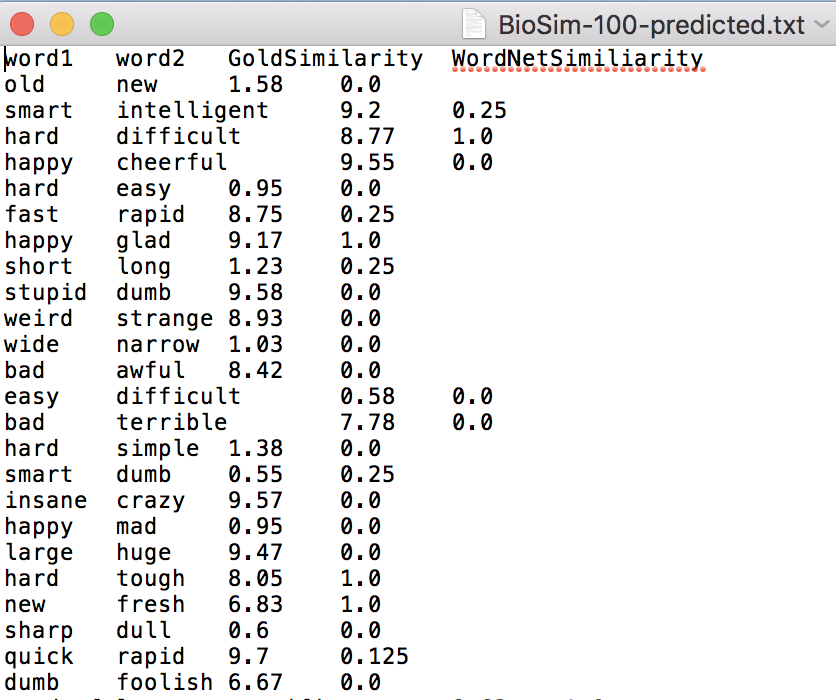 BioSim-100-predicted.txt
word1 word2 GoldSimilarity WordNetSimiliarity
old new 1.58 0.0
smart intelligent 9.2 0.25
hard difficult 8.77 1.0
happy cheerful 9.55 0.0
hard easy 0.95 0.0
fast rapid 8.75 0.25
happy glad 9.17 1.0
short long 1.23 0.25
stupid dumb 9.58 0.0
weird strange 8.93 0.0
wide narrow 1.03 0.0
bad awful 8.42 0.0
easy difficult 0.58 0.0
bad terrible 7.78 0.0
hard simple 1.38 0.0
smart dumb 0.55 0.25
insane crazy 9.57 0.0
happy mad 0.95 0.0
large huge 9.47 0.0
hard tough 8.05 1.0
new fresh 6.83 1.0
sharp dull 0.6 0.0
quick rapid 9.7 0.125
dumb foolish 6.67 0.0